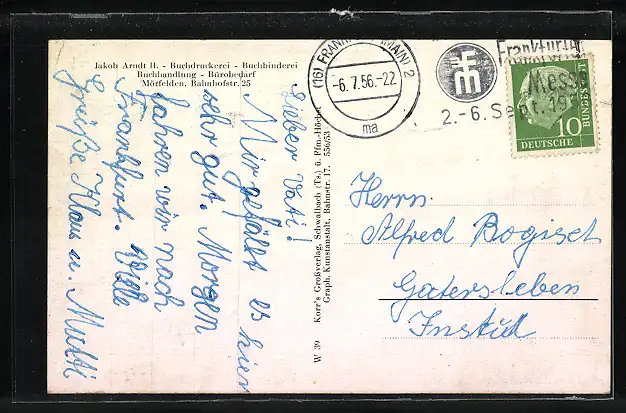 Jakob Arndt II. - Buchdruckerei - Buchbinderei
Buchhandlung - Bürobedarf
Mörfelden, Bahnhofstr. 25
Lieber Vati!
Mir gefällt es hier
sehr gut. Morgen
fahren wir nach
Frankfurt. Viele
Grüße Klaus u. Mutti
W 39 Korr's Großverlag, Schwalbach (Ts.) ü. Ffm.-Höchst
Graph. Kunstanstalt, Bahnstr. 17. 556/53
(16) FRANKFURT (MAIN) 2
-6.7.56.-22
ma
Frankfurter
Messe
2.-6. Sept. 19
10
DEUTSCHE
BUNDESPOST
Herrn
Alfred Bogisch
Gatersleben
Institut